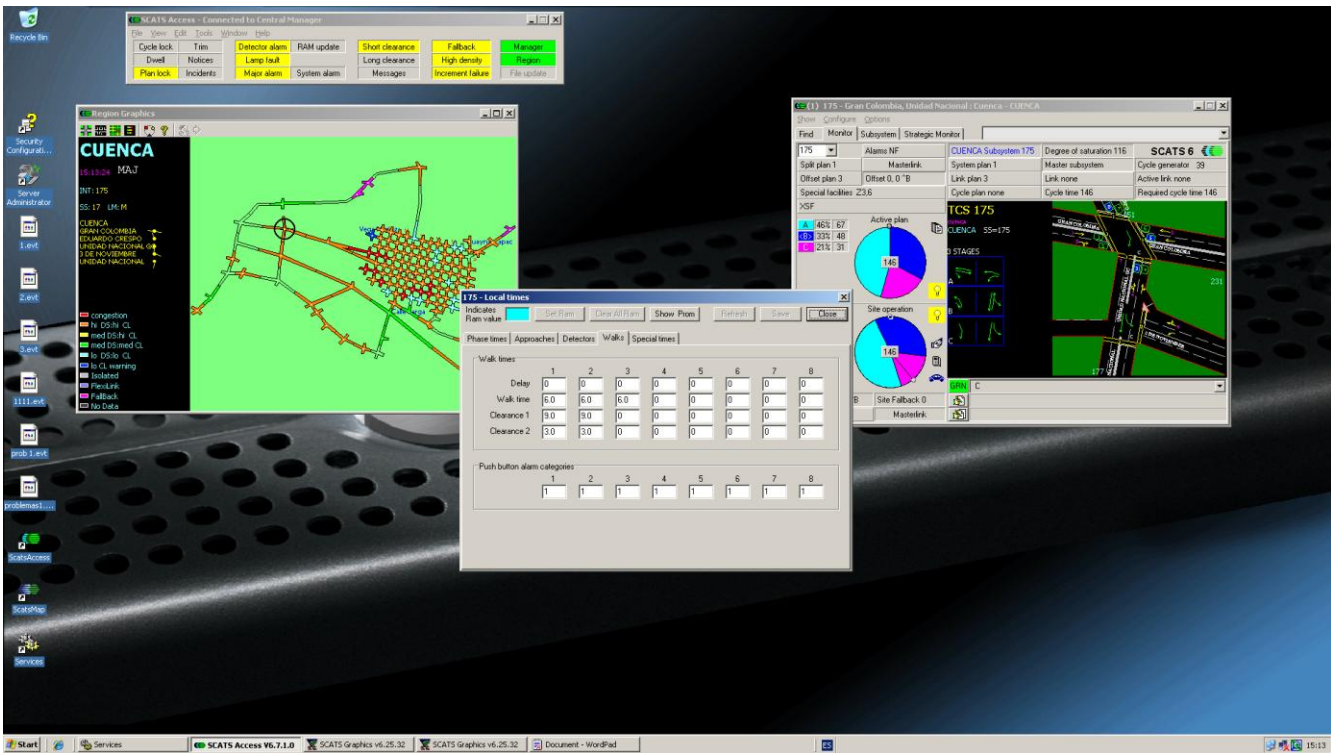 Recycle Bin
Security Configurati...
Server Administrator
1.evt
2.evt
3.evt
1111.evt
prob 1.evt
problemas1....
ScatsAccess
ScatsMap
Services
SCATS Access - Connected to Central Manager
File View Edit Tools Window Help
Cycle lock Trim Detector alarm RAM update Short clearance Fallback Manager
Dwell Notices Lamp fault Long clearance High density Region
Plan lock Incidents Major alarm System alarm Messages Increment failure File update
Region Graphics
CUENCA
15:13:24 MAJ
INT:175
SS: 17 LM: M
CUENCA
GRAN COLOMBIA
EDUARDO CRESPO
UNIDAD NACIONAL
3 DE NOVIEMBRE
UNIDAD NACIONAL
congestion
hi DS:hi CL
med DS:hi CL
med DS:med CL
lo DS:lo CL
lo CL warning
Isolated
FlexiLink
FallBack
No Data
175 - Local times
Indicates Ram value Set Ram Clear All Ram Show Prom Refresh Save Close
Phase times Approaches Detectors Walks Special times
Walk times
1 2 3 4 5 6 7 8
Delay 0 0 0 0 0 0 0 0
Walk time 6.0 6.0 6.0 0 0 0 0 0
Clearance 1 9.0 9.0 0 0 0 0 0 0
Clearance 2 3.0 3.0 0 0 0 0 0 0
Push button alarm categories
1 2 3 4 5 6 7 8
1 1 1 1 1 1 1 1
(1) 175 - Gran Colombia, Unidad Nacional : Cuenca - CUENCA
Show Configure Options
Find Monitor Subsystem Strategic Monitor
175 Alarms NF CUENCA Subsystem 175 Degree of saturation 116 SCATS 6
Split plan 1 Masterlink System plan 1 Master subsystem Cycle generator 39
Offset plan 3 Offset 0, 0 ^B Link plan 3 Link none Active link none
Special facilities Z3,6 Cycle plan none Cycle time 146 Required cycle time 146
XSF
A 46% 67
<B> 33% 48
C 21% 31
Active plan
146
Site operation
146
TCS 175
CUENCA SS=175
3 STAGES
A
B
C
151
GRAN COLOMBIA
GRAN COLOMBIA
231
3 DE NOVIEMBRE
177
GRN C
B Site Fallback 0
Masterlink
Start Services SCATS Access V6.7.1.0 SCATS Graphics v6.25.32 SCATS Graphics v6.25.32 Document - WordPad ES 15:13